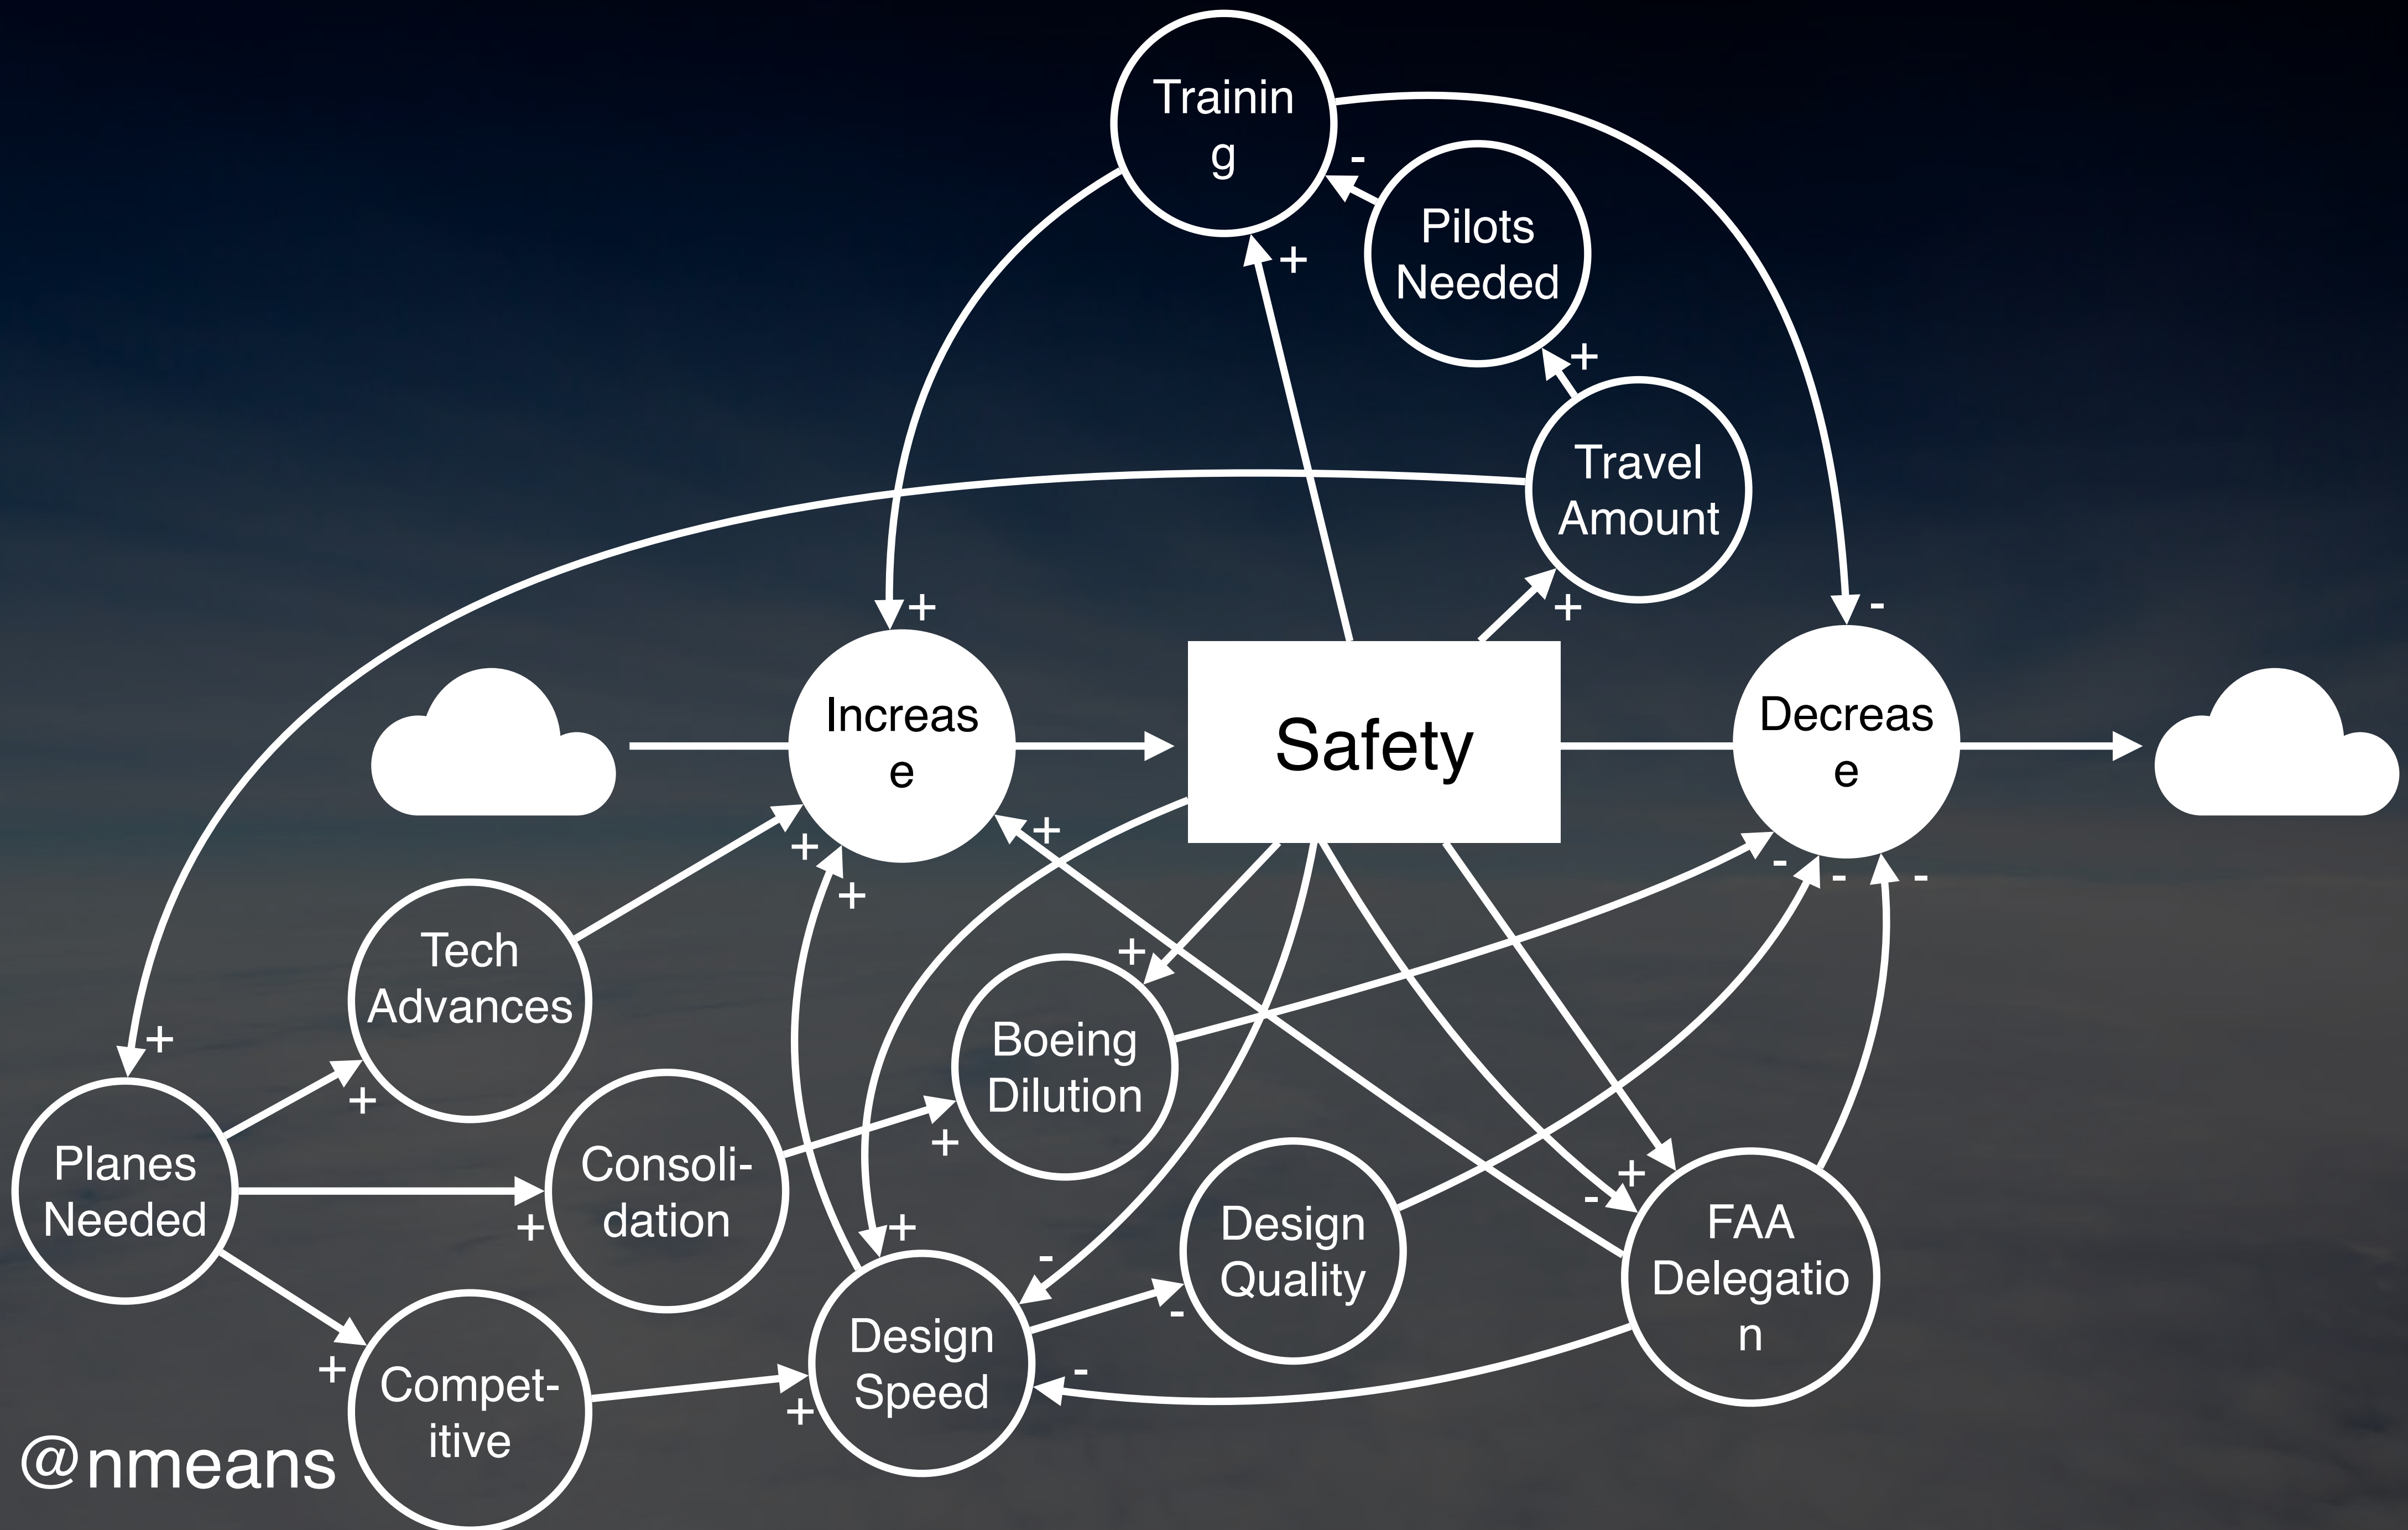 Trainin
g
-
Pilots
Needed
+
+
Travel
Amount
+
+
-
Increas
e
Safety
Decreas
e
+
+
+
-
-
-
Tech
Advances
+
Boeing
Dilution
+
+
Planes
Needed
+
Consoli-
dation
+
+
+
-
Design
Quality
-
+
-
FAA
Delegatio
n
+
Compet-
itive
+
Design
Speed
-
@nmeans